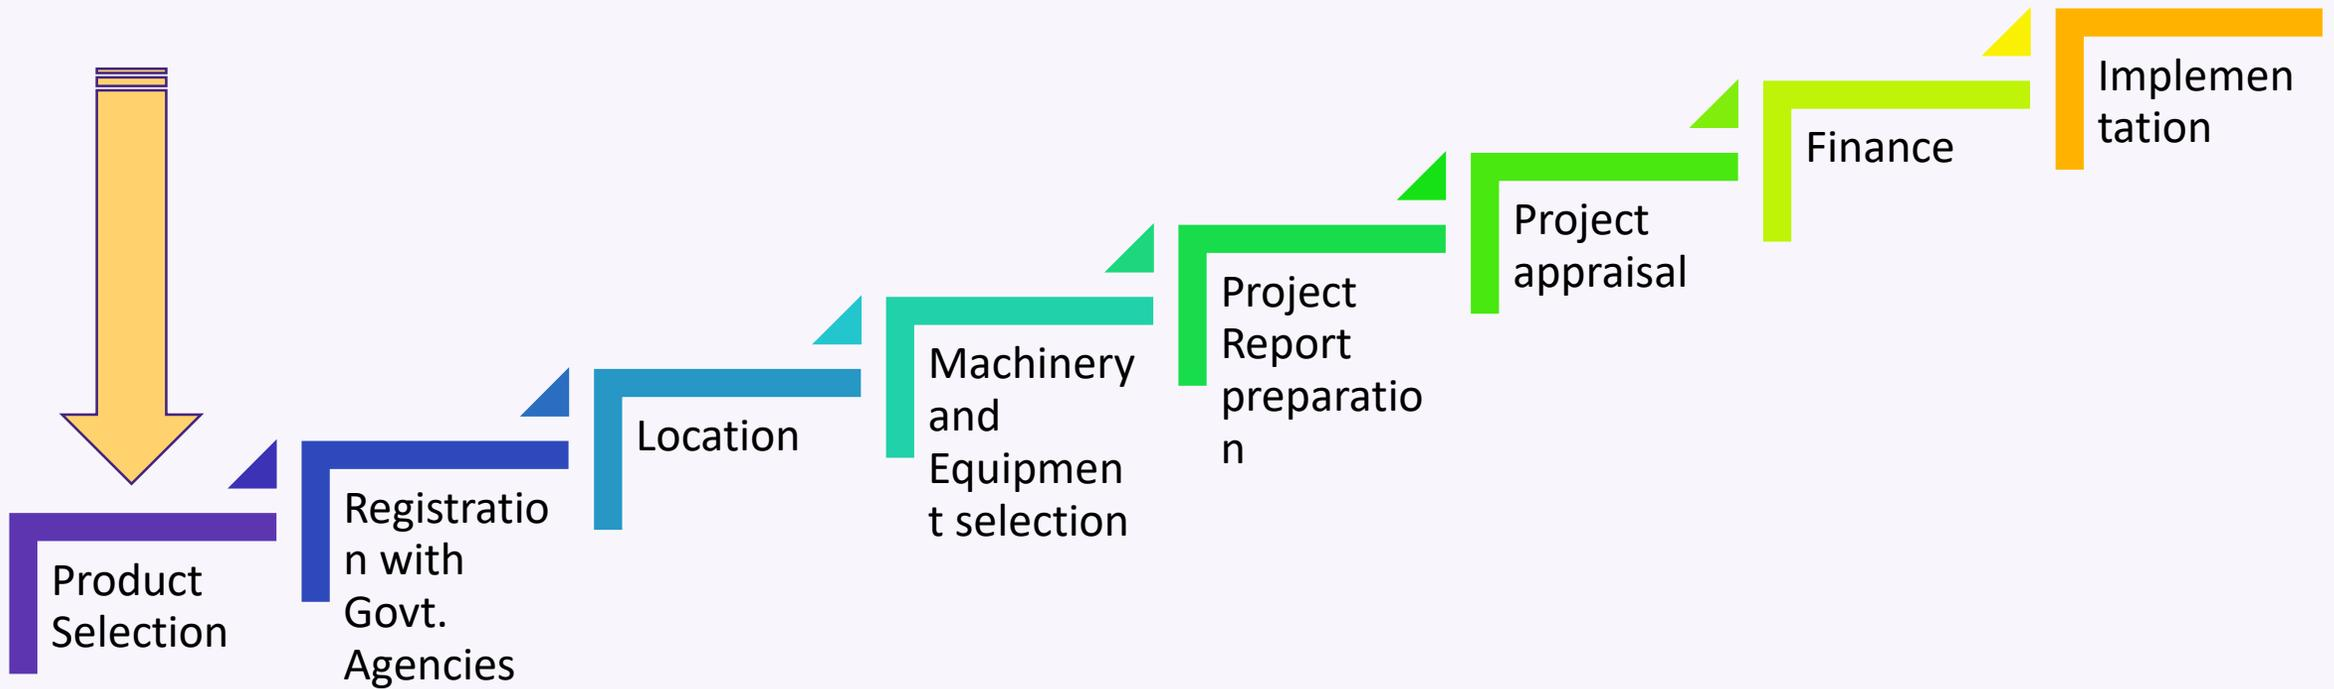 Product
Selection
Registratio
n with
Govt.
Agencies
Location
Machinery
and
Equipmen
t selection
Project
Report
preparatio
n
Project
appraisal
Finance
Implemen
tation